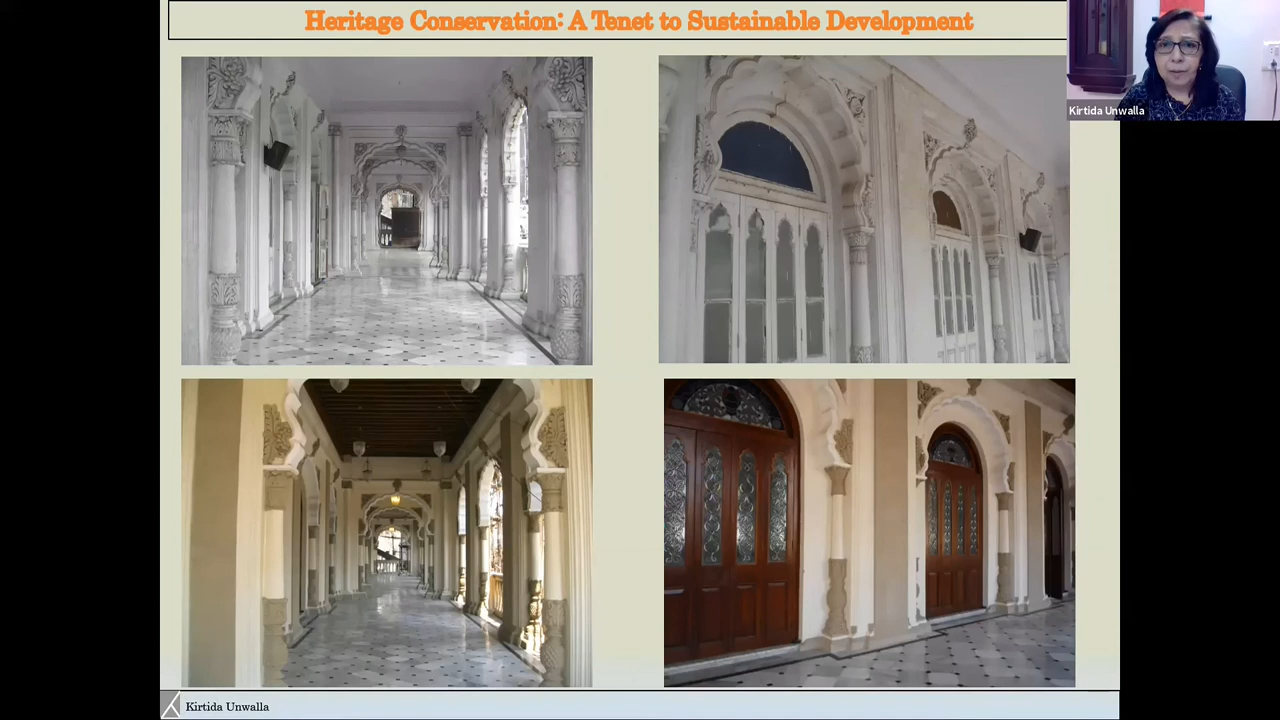 Heritage Conservation: A Tenet to Sustainable Development
Kirtida Unwalla
Kirtida Unwalla